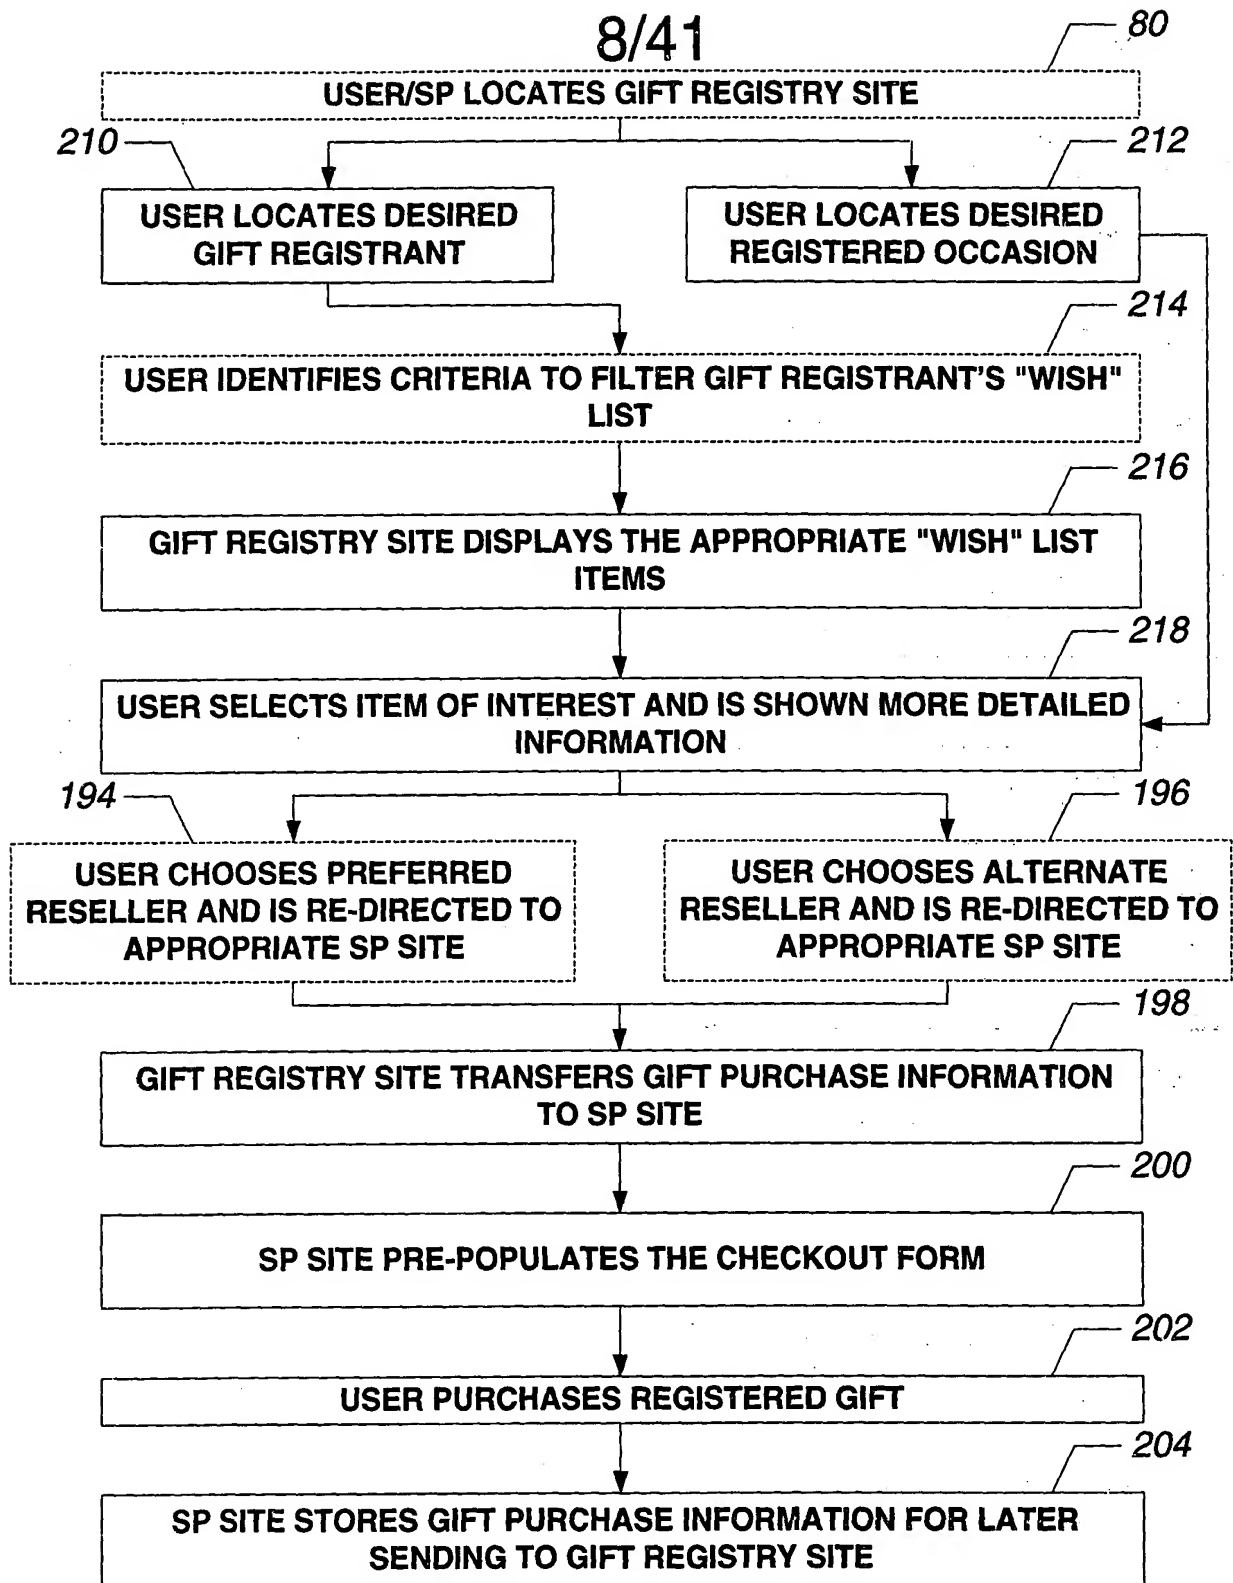 8/41
80
USER/SP LOCATES GIFT REGISTRY SITE
210
212
USER LOCATES DESIRED
GIFT REGISTRANT
USER LOCATES DESIRED
REGISTERED OCCASION
214
USER IDENTIFIES CRITERIA TO FILTER GIFT REGISTRANT'S "WISH"
LIST
216
GIFT REGISTRY SITE DISPLAYS THE APPROPRIATE "WISH" LIST
ITEMS
218
USER SELECTS ITEM OF INTEREST AND IS SHOWN MORE DETAILED
INFORMATION
194
196
USER CHOOSES PREFERRED
RESELLER AND IS RE-DIRECTED TO
APPROPRIATE SP SITE
USER CHOOSES ALTERNATE
RESELLER AND IS RE-DIRECTED TO
APPROPRIATE SP SITE
198
GIFT REGISTRY SITE TRANSFERS GIFT PURCHASE INFORMATION
TO SP SITE
200
SP SITE PRE-POPULATES THE CHECKOUT FORM
202
USER PURCHASES REGISTERED GIFT
204
SP SITE STORES GIFT PURCHASE INFORMATION FOR LATER
SENDING TO GIFT REGISTRY SITE